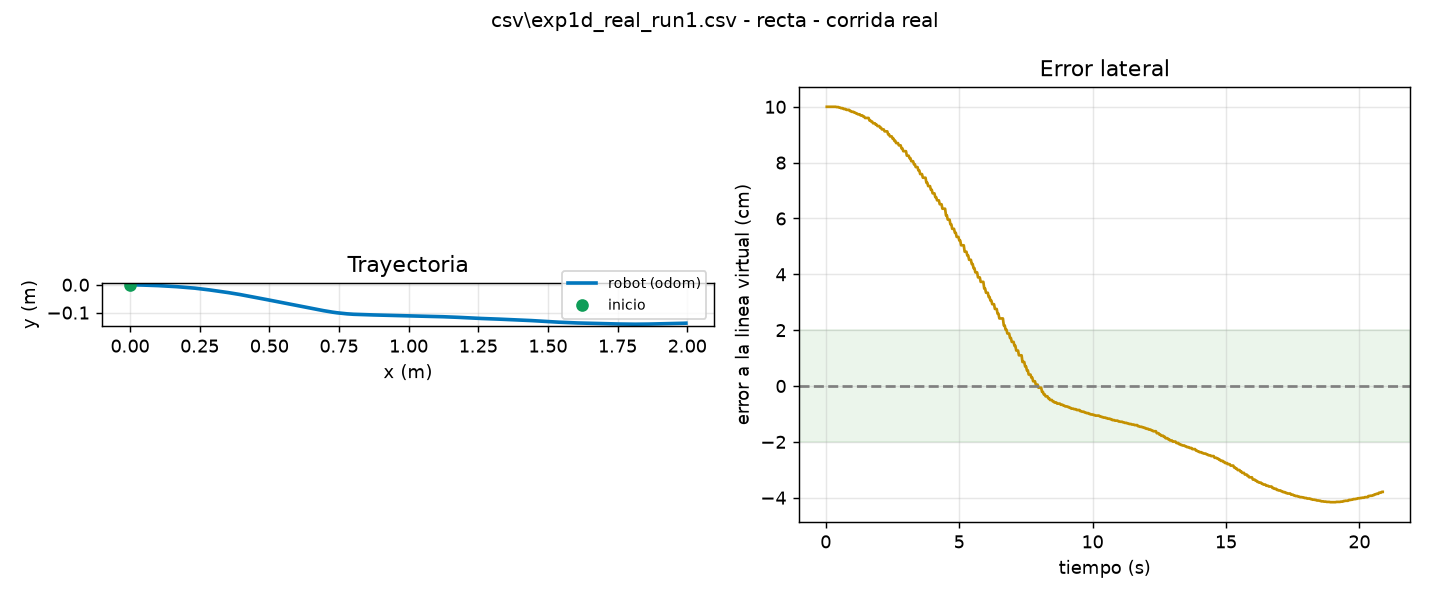 csv\exp1d_real_run1.csv - recta - corrida real
Trayectoria
y (m)
0.0
−0.1
robot (odom)
inicio
0.00 0.25 0.50 0.75 1.00 1.25 1.50 1.75 2.00
x (m)
Error lateral
error a la linea virtual (cm)
10
8
6
4
2
0
−2
−4
0 5 10 15 20
tiempo (s)